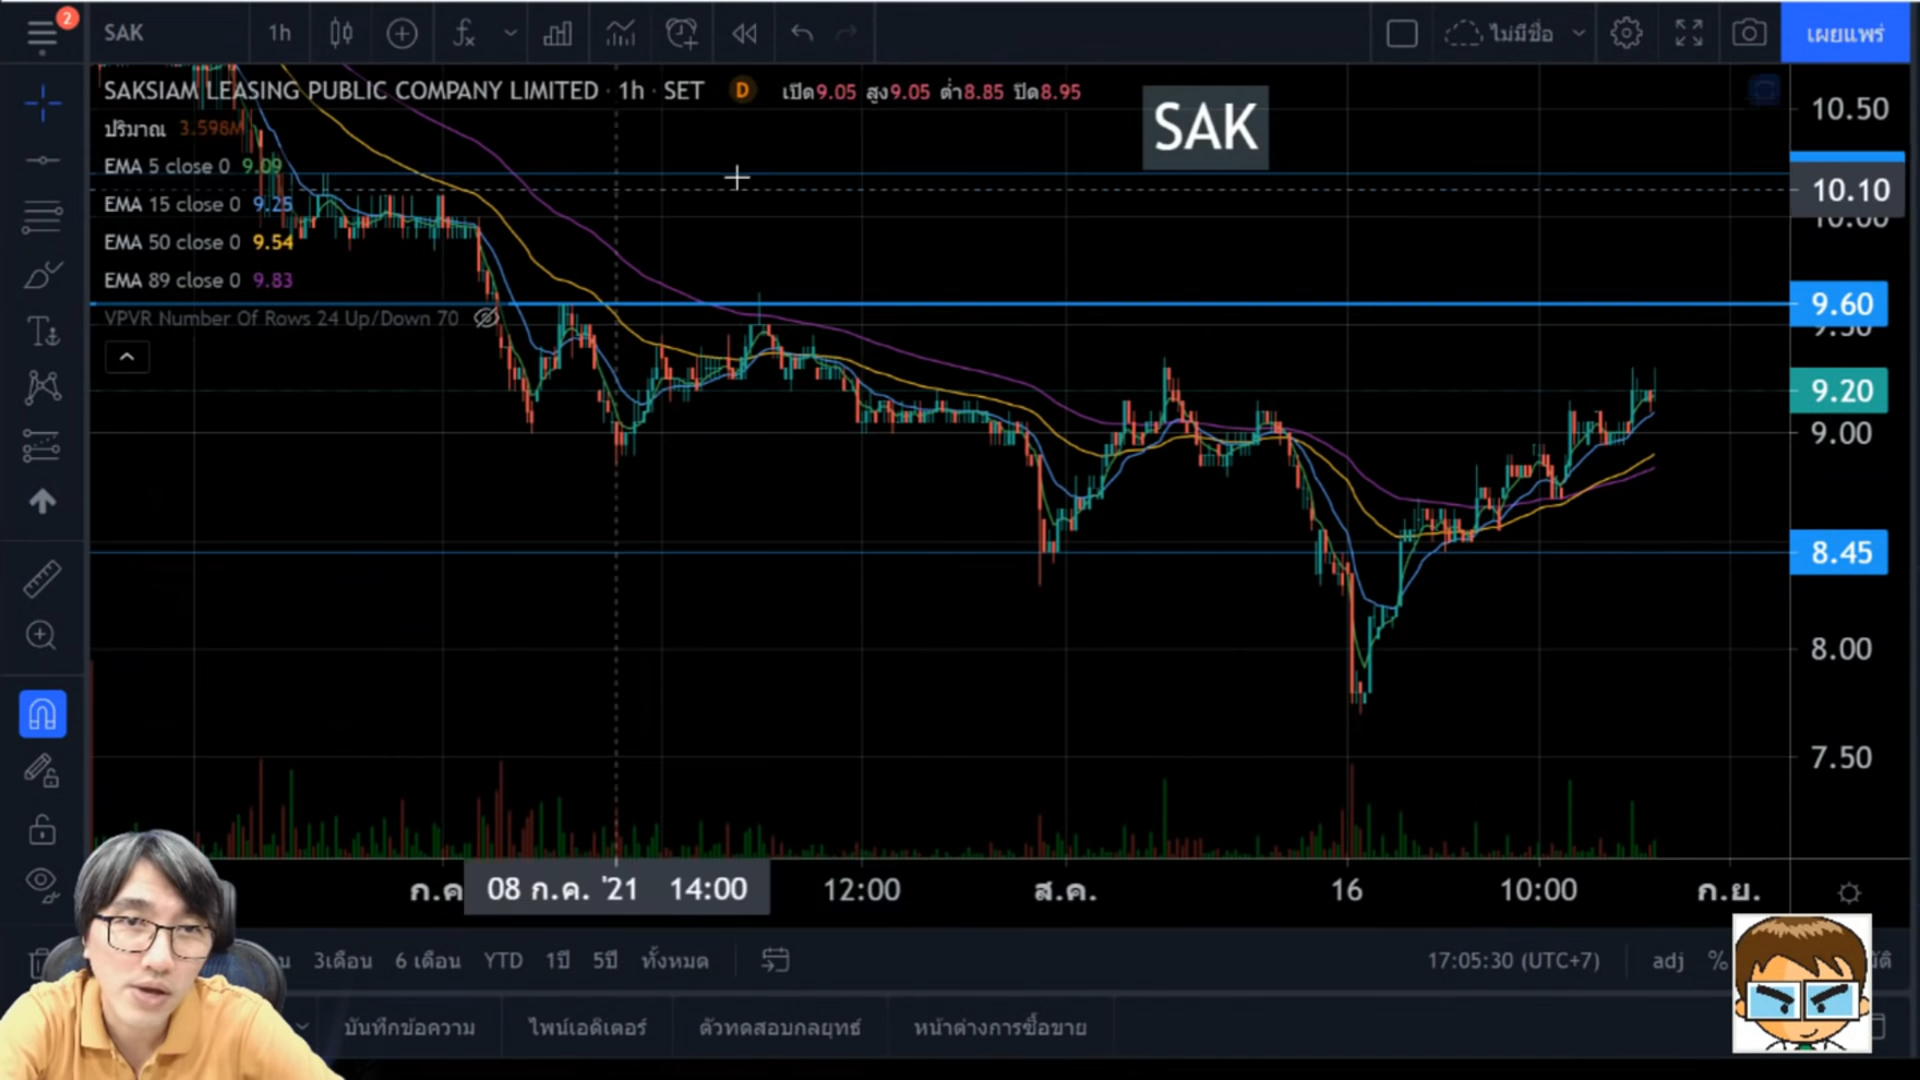 2
SAK
1h
ไม่มีชื่อ
เผยแพร่
SAKSIAM LEASING PUBLIC COMPANY LIMITED · 1h · SET D เปิด9.05 สูง9.05 ต่ำ8.85 ปิด8.95
SAK
ปริมาณ 3.598M
EMA 5 close 0 9.09
EMA 15 close 0 9.25
EMA 50 close 0 9.54
EMA 89 close 0 9.83
VPVR Number Of Rows 24 Up/Down 70
10.50
10.10
10.00
9.60
9.50
9.20
9.00
8.45
8.00
7.50
ก.ค 08 ก.ค. '21 14:00 12:00 ส.ค. 16 10:00 ก.ย.
3เดือน 6 เดือน YTD 1ปี 5ปี ทั้งหมด
17:05:30 (UTC+7) adj %
บันทึกข้อความ ไพน์เอดิเตอร์ ตัวทดสอบกลยุทธ์ หน้าต่างการซื้อขาย